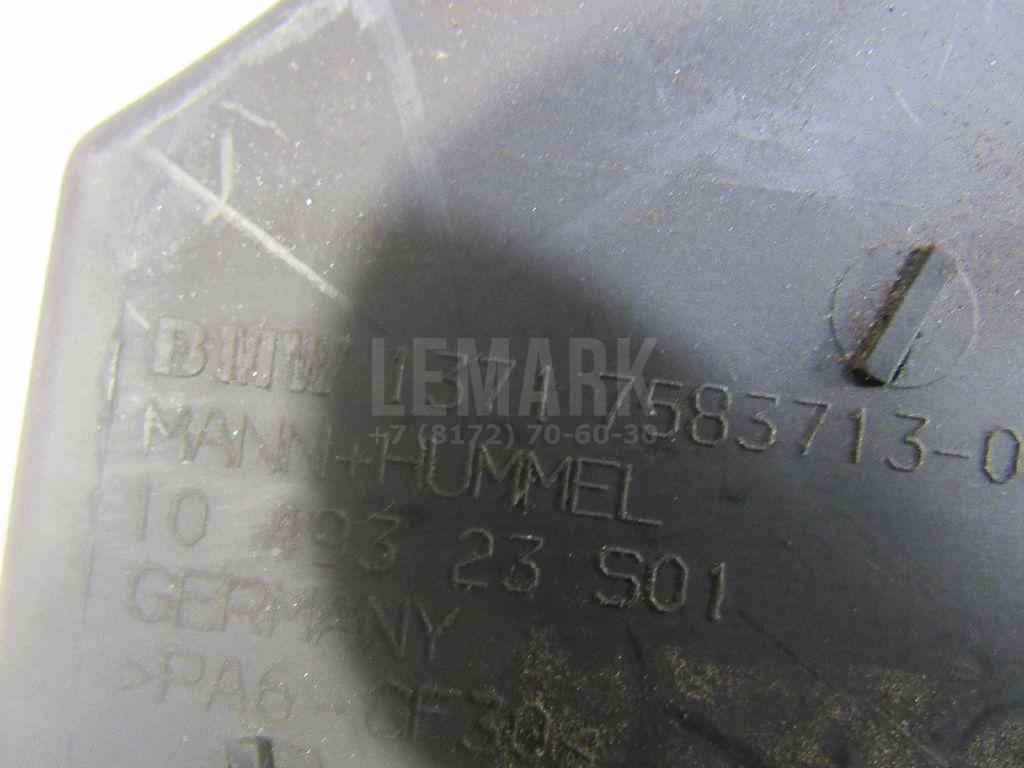 BMW 1371 7583713-0
LEMARK
+7 (8172) 70-60-30
MANN+HUMMEL
10 493 23 S01
GERMANY
>PA6-GF30<